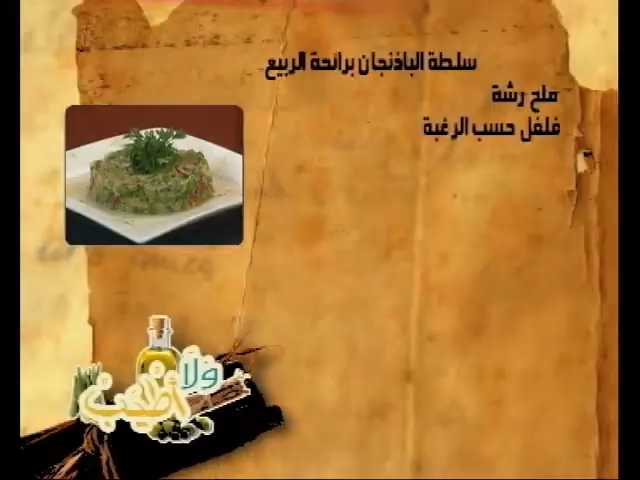 سلطة الباذنجان برائحة الربيع
ملح رشة
فلفل حسب الرغبة
ولا أطيب